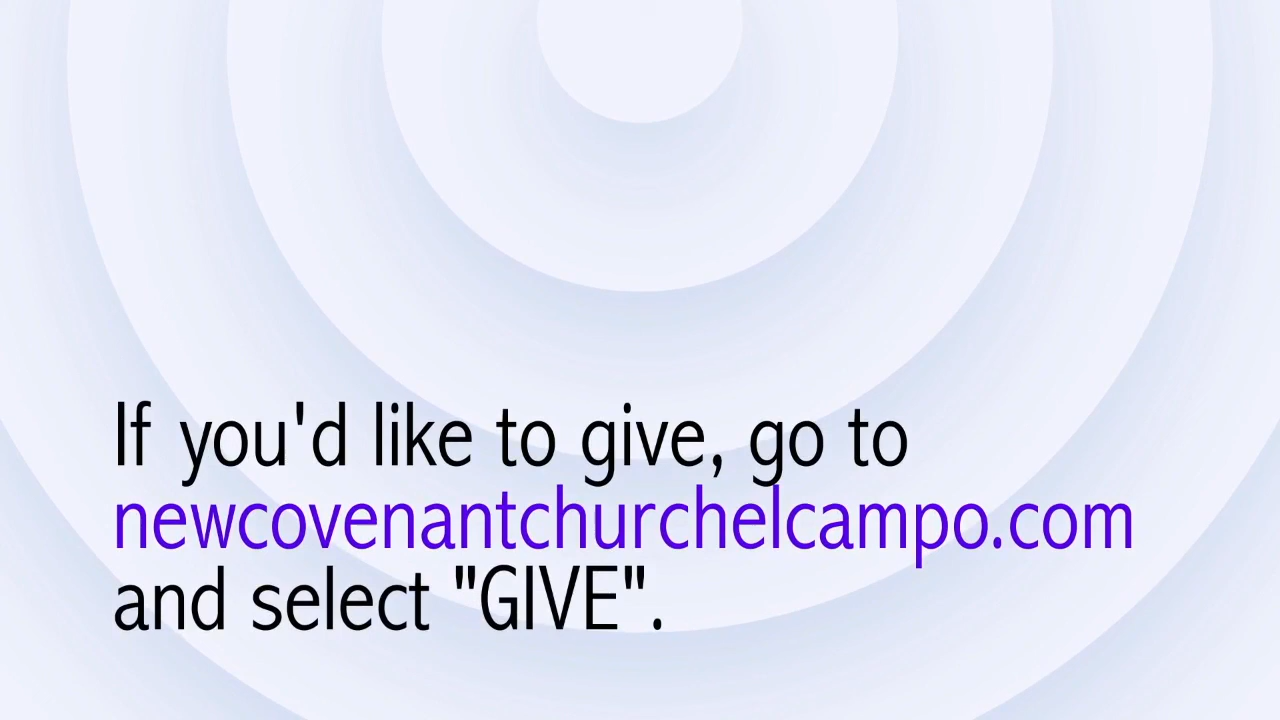 If you'd like to give, go to
newcovenantchurchelcampo.com
and select "GIVE".